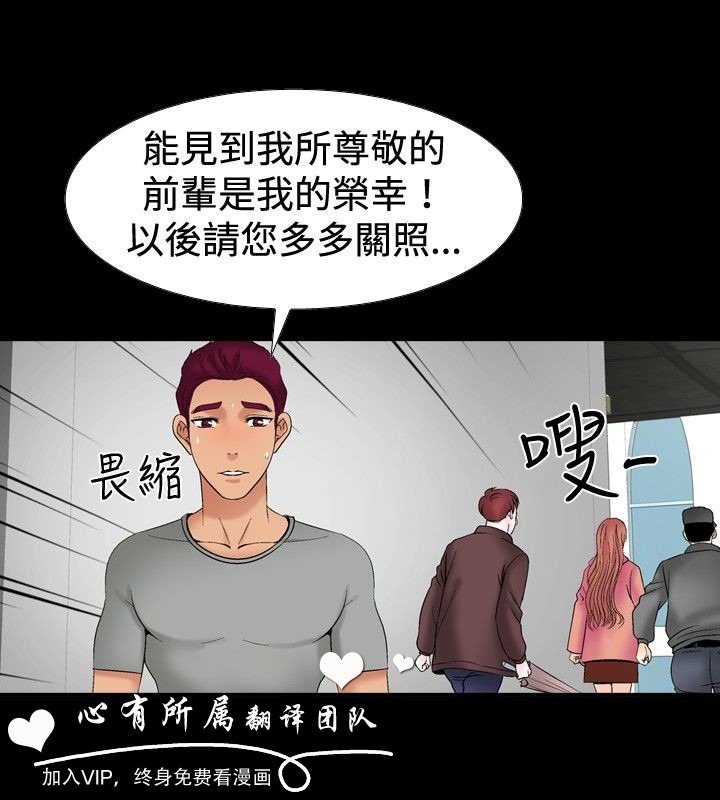 能見到我所尊敬的
前輩是我的榮幸！
以後請您多多關照...
畏縮
嗖-
心有所属翻译团队
加入VIP，终身免费看漫画